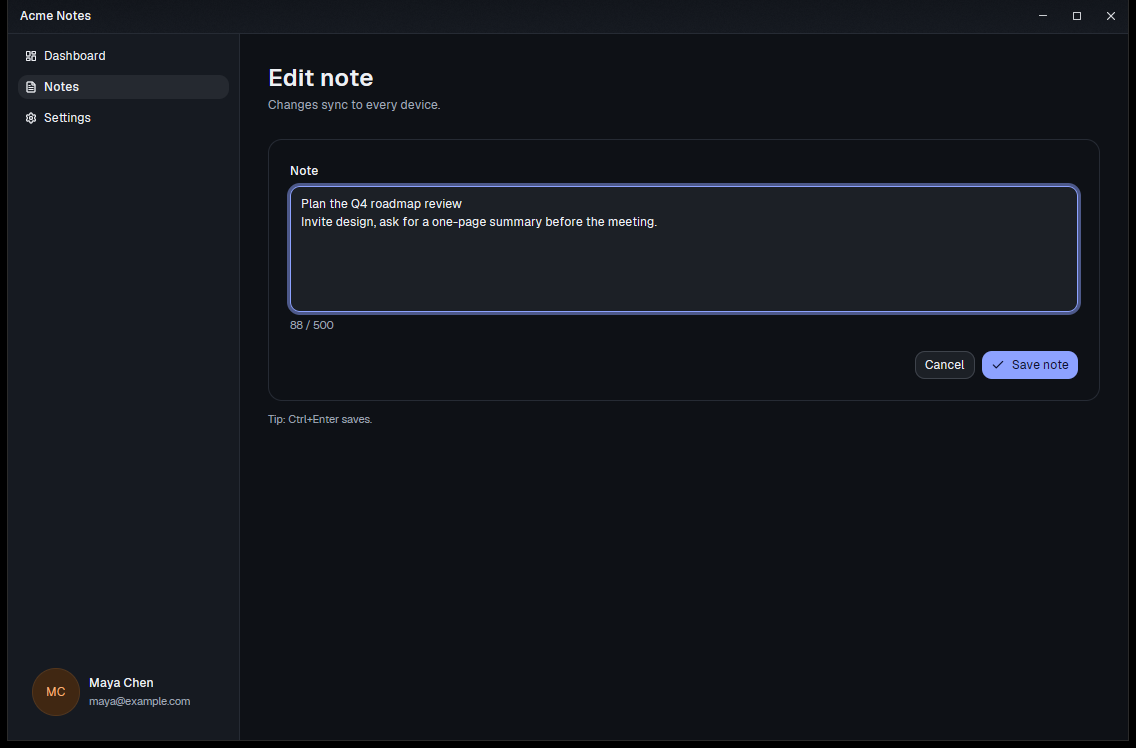 Acme Notes
Dashboard
Notes
Settings
Edit note
Changes sync to every device.
Note
Plan the Q4 roadmap review
Invite design, ask for a one-page summary before the meeting.
88 / 500
Cancel
Save note
Tip: Ctrl+Enter saves.
MC
Maya Chen
maya@example.com